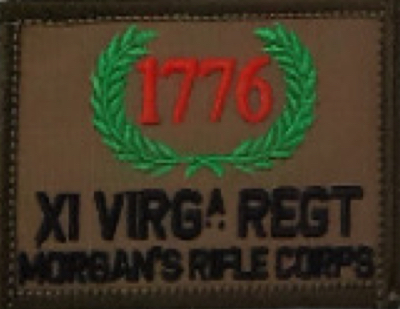 1776
XI VIRGA REGT
MORGAN'S RIFLE CORPS